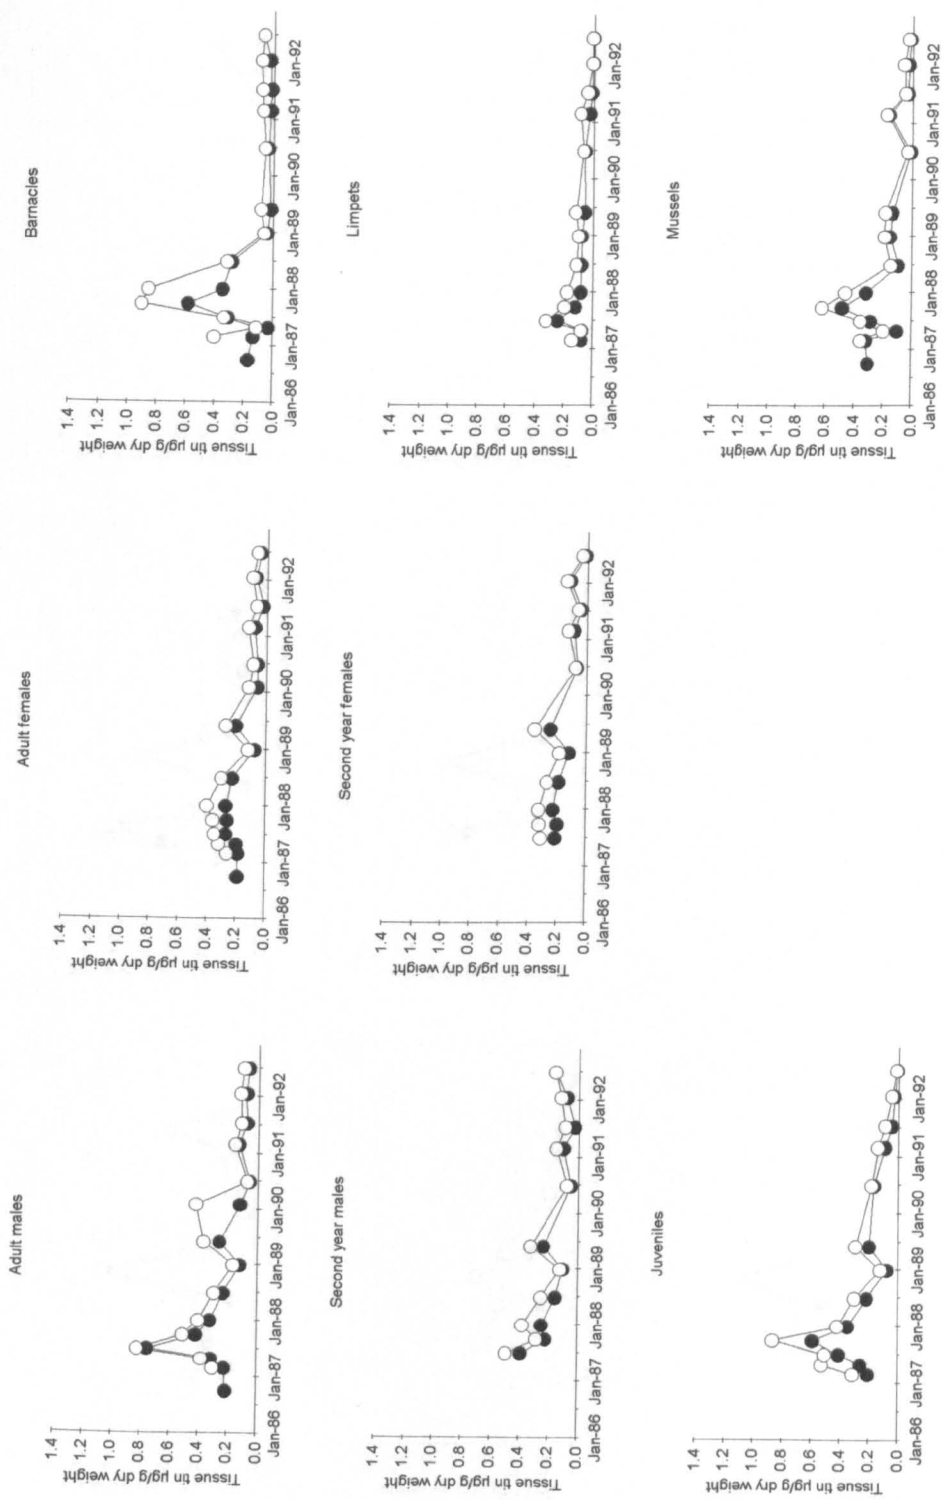 Adult males
Tissue tin µg/g dry weight
1.4
1.2
1.0
0.8
0.6
0.4
0.2
0.0
Jan-86 Jan-87 Jan-88 Jan-89 Jan-90 Jan-91 Jan-92
Adult females
Tissue tin µg/g dry weight
1.4
1.2
1.0
0.8
0.6
0.4
0.2
0.0
Jan-86 Jan-87 Jan-88 Jan-89 Jan-90 Jan-91 Jan-92
Barnacles
Tissue tin µg/g dry weight
1.4
1.2
1.0
0.8
0.6
0.4
0.2
0.0
Jan-86 Jan-87 Jan-88 Jan-89 Jan-90 Jan-91 Jan-92
Second year males
Tissue tin µg/g dry weight
1.4
1.2
1.0
0.8
0.6
0.4
0.2
0.0
Jan-86 Jan-87 Jan-88 Jan-89 Jan-90 Jan-91 Jan-92
Second year females
Tissue tin µg/g dry weight
1.4
1.2
1.0
0.8
0.6
0.4
0.2
0.0
Jan-86 Jan-87 Jan-88 Jan-89 Jan-90 Jan-91 Jan-92
Limpets
Tissue tin µg/g dry weight
1.4
1.2
1.0
0.8
0.6
0.4
0.2
0.0
Jan-86 Jan-87 Jan-88 Jan-89 Jan-90 Jan-91 Jan-92
Juveniles
Tissue tin µg/g dry weight
1.4
1.2
1.0
0.8
0.6
0.4
0.2
0.0
Jan-86 Jan-87 Jan-88 Jan-89 Jan-90 Jan-91 Jan-92
Mussels
Tissue tin µg/g dry weight
1.4
1.2
1.0
0.8
0.6
0.4
0.2
0.0
Jan-86 Jan-87 Jan-88 Jan-89 Jan-90 Jan-91 Jan-92